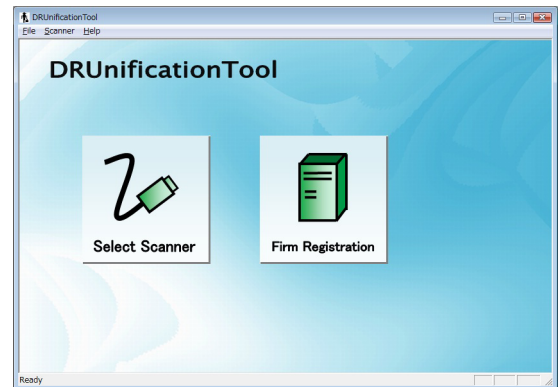 DRUnificationTool
File Scanner Help
DRUnificationTool
Select Scanner
Firm Registration
Ready